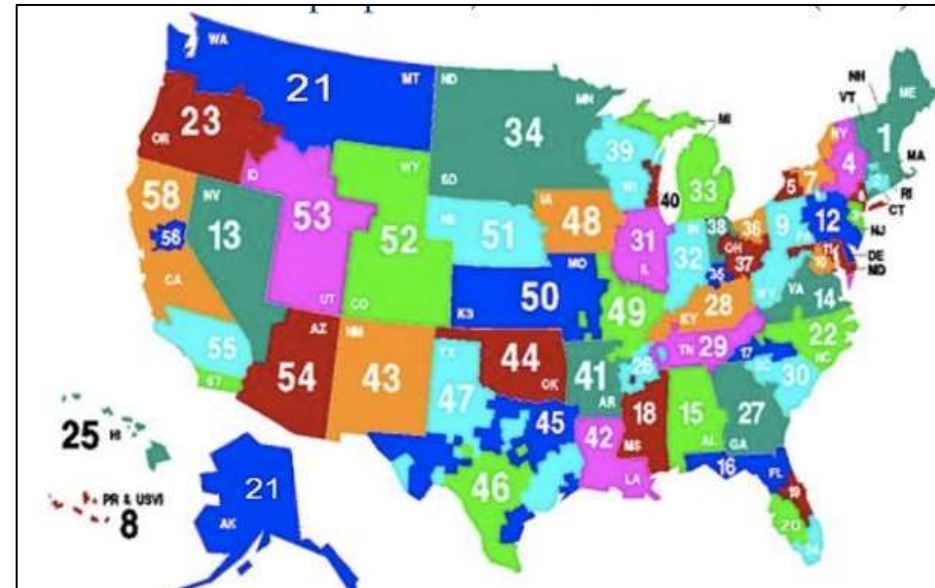 WA
MT
ND
MN
MI
NH
VT
ME
21
23
OR
34
SD
39
WI
40
33
NY
4
1
MA
RI
CT
5
7
12
NJ
DE
MD
58
56
NV
13
CA
ID
53
UT
WY
52
CO
NE
51
IA
48
31
IL
IN
32
38
36
OH
37
35
9
WV
VA
14
KS
50
MO
49
KY
28
TN
29
17
22
NC
SC
30
55
57
AZ
54
NM
43
TX
47
44
OK
41
AR
26
18
MS
15
AL
27
GA
42
LA
45
46
16
FL
19
20
25
HI
PR & USVI
8
21
AK